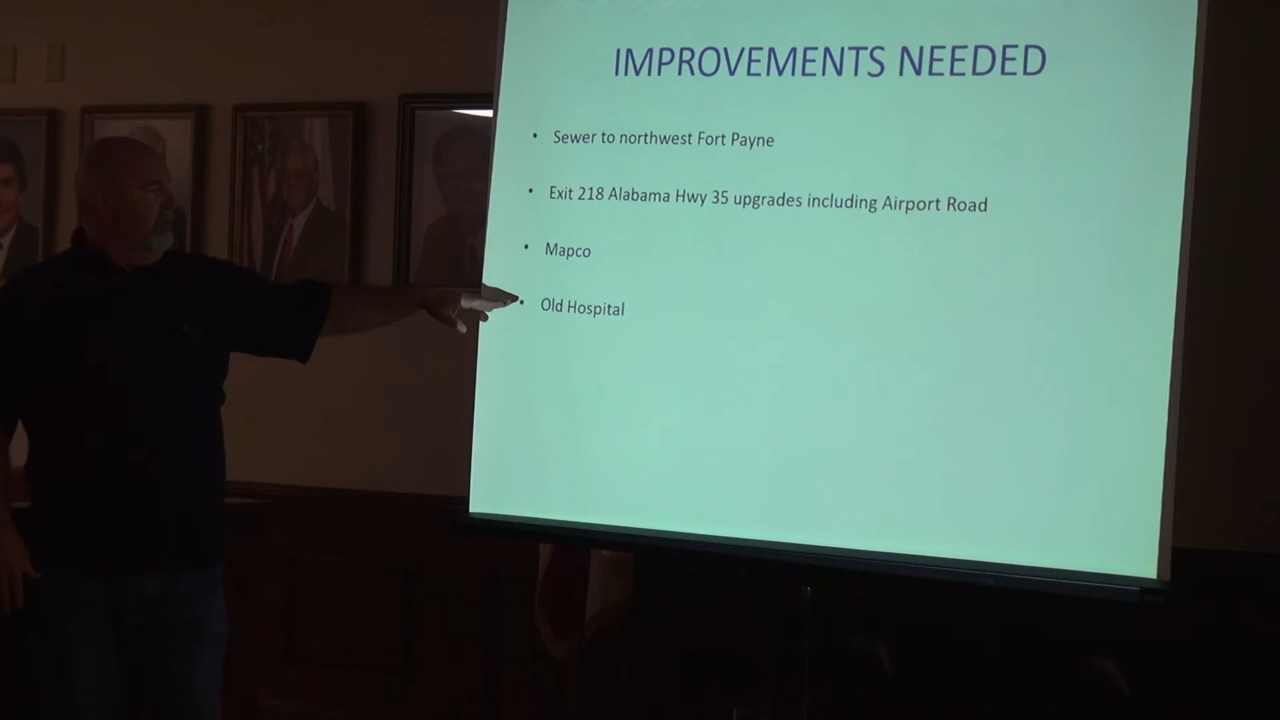 IMPROVEMENTS NEEDED
• Sewer to northwest Fort Payne
• Exit 218 Alabama Hwy 35 upgrades including Airport Road
• Mapco
• Old Hospital